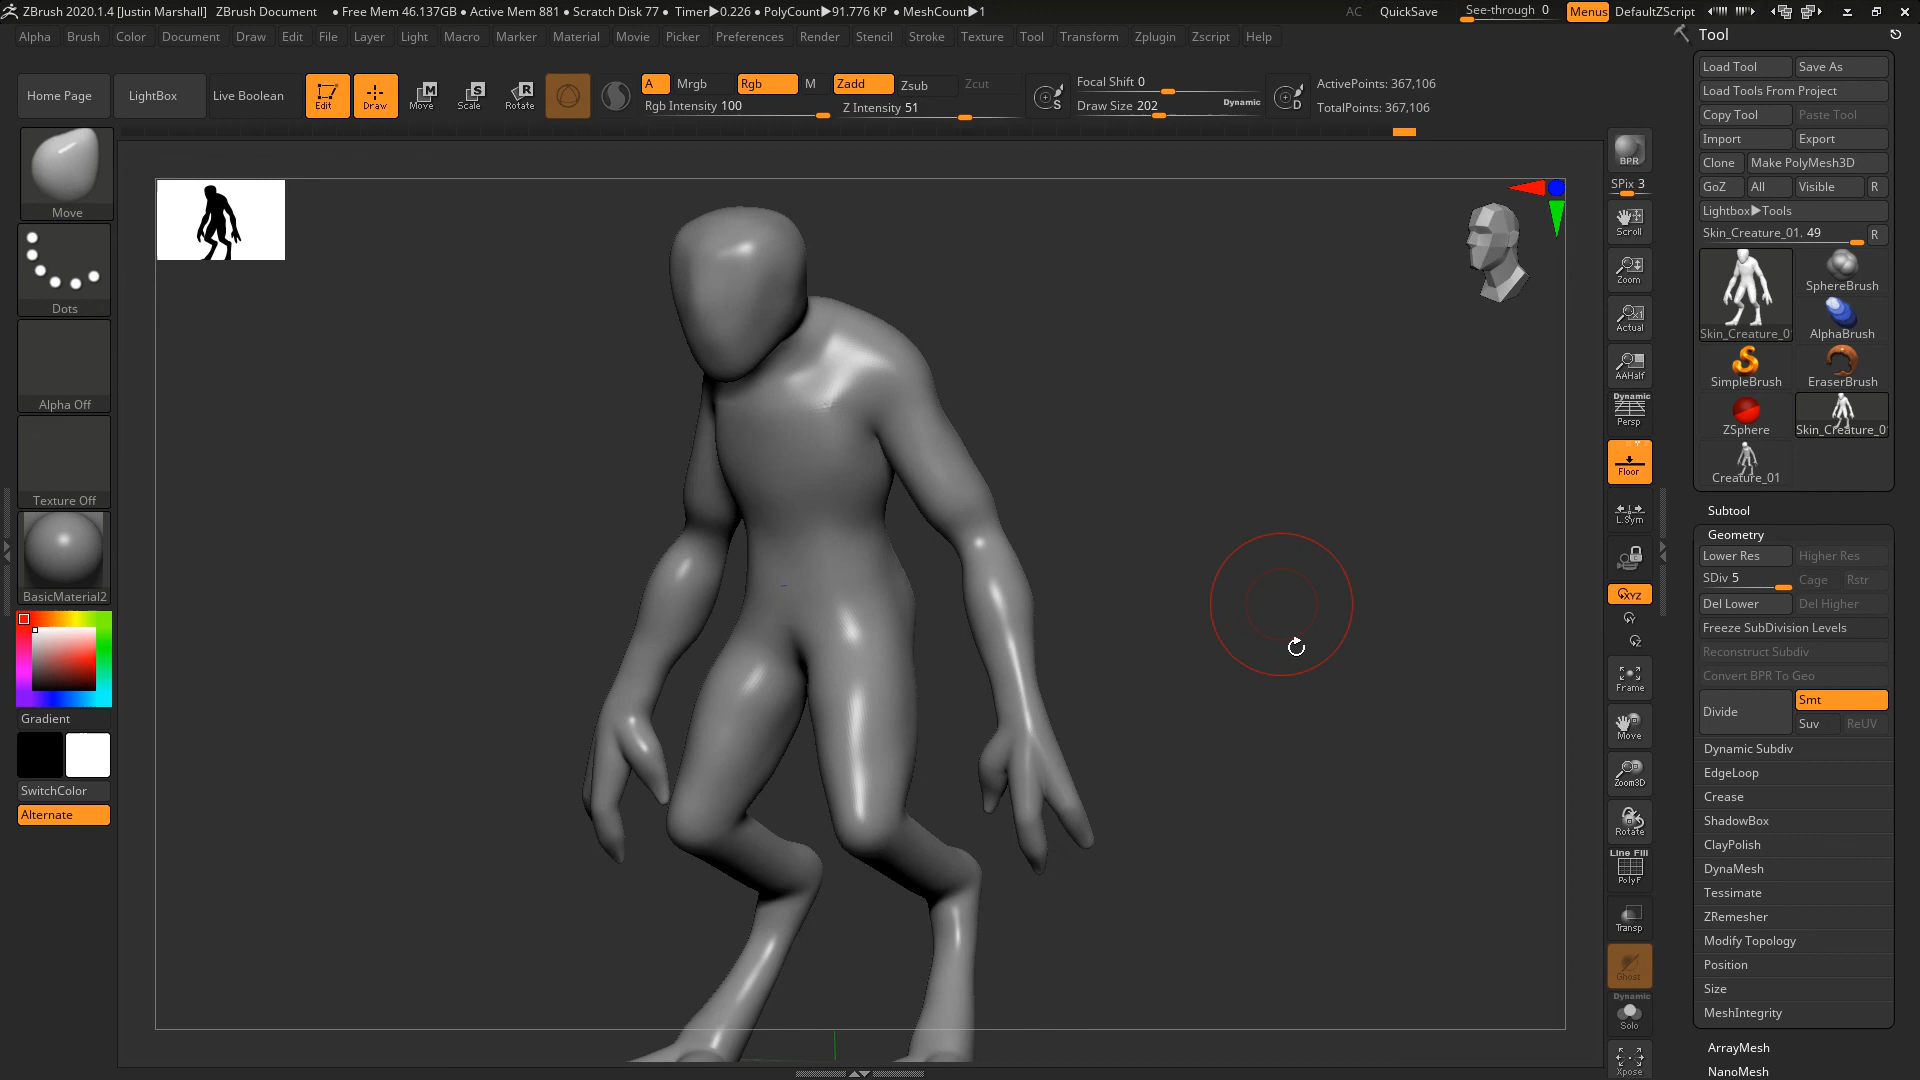 ZBrush 2020.1.4 [Justin Marshall] ZBrush Document ● Free Mem 46.137GB ● Active Mem 881 ● Scratch Disk 77 ● Timer▶0.226 ● PolyCount▶91.776 KP ● MeshCount▶1 AC QuickSave See-through 0 Menus DefaultZScript
Alpha Brush Color Document Draw Edit File Layer Light Macro Marker Material Movie Picker Preferences Render Stencil Stroke Texture Tool Transform Zplugin Zscript Help
Home Page LightBox Live Boolean Edit Draw Move Scale Rotate
A Mrgb Rgb M Zadd Zsub Zcut
Rgb Intensity 100 Z Intensity 51
S Focal Shift 0
Draw Size 202 Dynamic D
ActivePoints: 367,106
TotalPoints: 367,106
Move
Dots
Alpha Off
Texture Off
BasicMaterial2
Gradient
SwitchColor
Alternate
BPR
SPix 3
Scroll
Zoom
Actual
AAHalf
Dynamic
Persp
Floor
L.Sym
XYZ
Y
Z
Frame
Move
Zoom3D
Rotate
Line Fill
PolyF
Transp
Ghost
Dynamic
Solo
Xpose
Tool
Load Tool Save As
Load Tools From Project
Copy Tool Paste Tool
Import Export
Clone Make PolyMesh3D
GoZ All Visible R
Lightbox▶Tools
Skin_Creature_01. 49 R
SphereBrush
Skin_Creature_0 AlphaBrush
SimpleBrush EraserBrush
ZSphere Skin_Creature_0
Creature_01
Subtool
Geometry
Lower Res Higher Res
SDiv 5 Cage Rstr
Del Lower Del Higher
Freeze SubDivision Levels
Reconstruct Subdiv
Convert BPR To Geo
Divide Smt
Suv ReUV
Dynamic Subdiv
EdgeLoop
Crease
ShadowBox
ClayPolish
DynaMesh
Tessimate
ZRemesher
Modify Topology
Position
Size
MeshIntegrity
ArrayMesh
NanoMesh